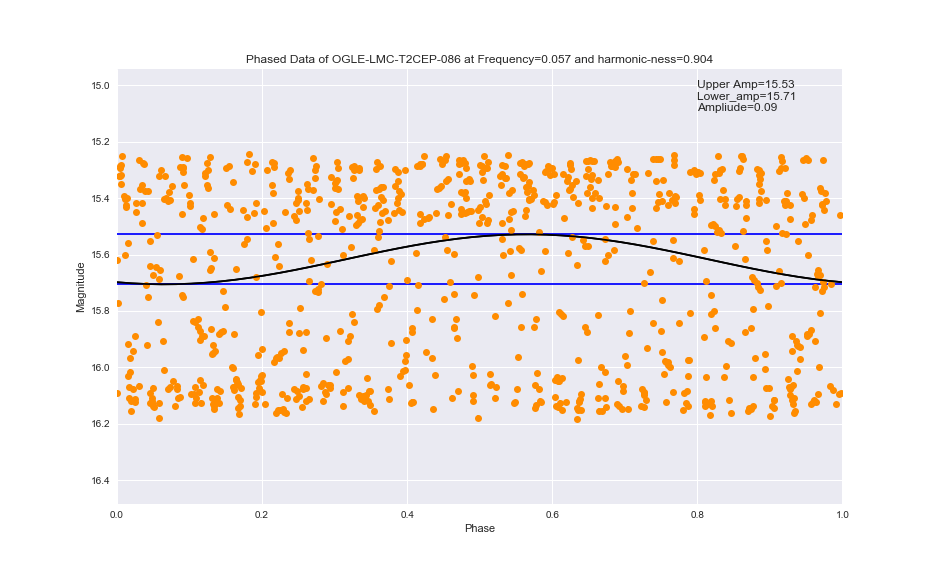 Phased Data of OGLE-LMC-T2CEP-086 at Frequency=0.057 and harmonic-ness=0.904
Upper Amp=15.53
Lower_amp=15.71
Ampliude=0.09
15.0
15.2
15.4
15.6
15.8
16.0
16.2
16.4
Magnitude
0.0 0.2 0.4 0.6 0.8 1.0
Phase